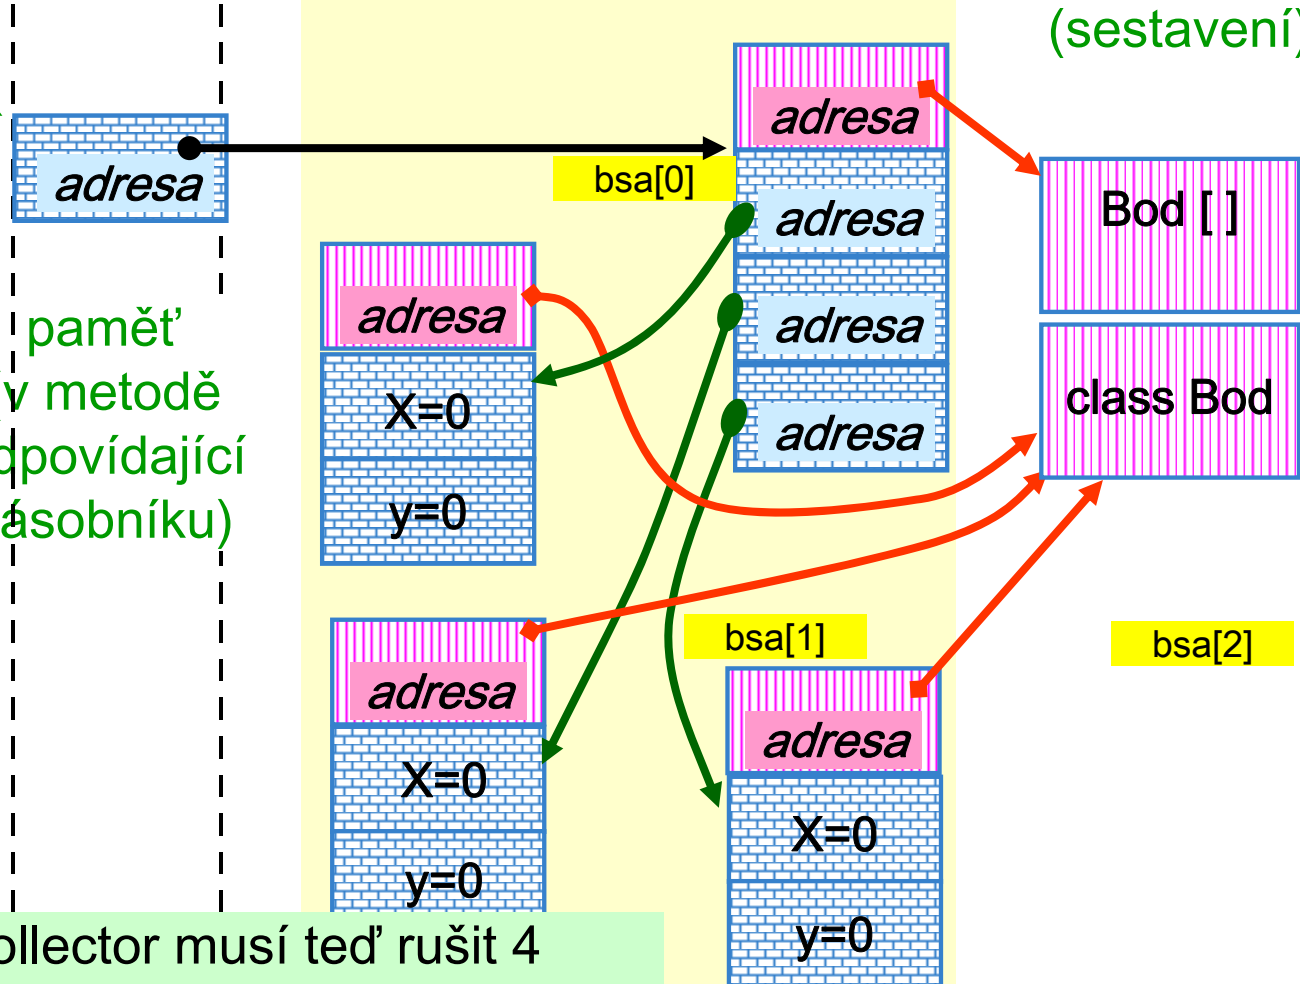 (sestavení)
adresa
bsa[0]
adresa
Bod [ ]
adresa
adresa
adresa
paměť
v metodě
dpovídající
ásobníku)
X=0
y=0
adresa
adresa
class Bod
bsa[1]
bsa[2]
adresa
X=0
y=0
adresa
X=0
y=0
ollector musí teď rušit 4